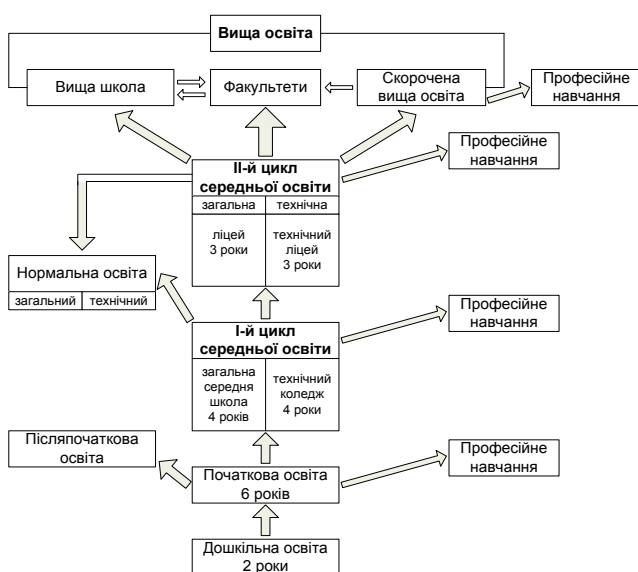 Вища освіта
Вища школа
Факультети
Скорочена
вища освіта
Професійне
навчання
Професійне
навчання
ІІ-й цикл
середньої освіти
загальна
технічна
ліцей
3 роки
технічний
ліцей
3 роки
Нормальна освіта
загальний
технічний
І-й цикл
середньої освіти
загальна
середня
школа
4 років
технічний
коледж
4 роки
Професійне
навчання
Післяпочаткова
освіта
Початкова освіта
6 років
Професійне
навчання
Дошкільна освіта
2 роки